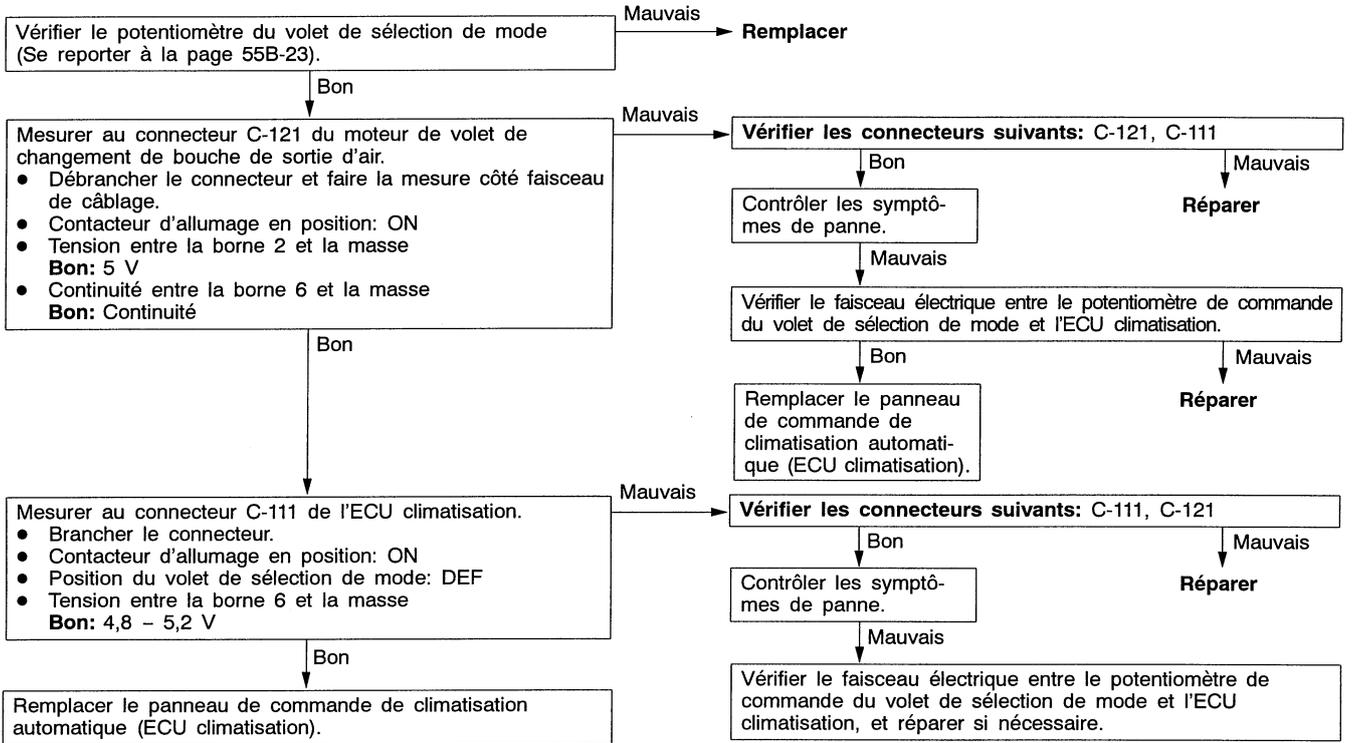 Vérifier le potentiomètre du volet de sélection de mode
(Se reporter à la page 55B-23).
Mauvais
Remplacer
Bon
Mesurer au connecteur C-121 du moteur de volet de
changement de bouche de sortie d'air.
● Débrancher le connecteur et faire la mesure côté faisceau
de câblage.
● Contacteur d'allumage en position: ON
● Tension entre la borne 2 et la masse
Bon: 5 V
● Continuité entre la borne 6 et la masse
Bon: Continuité
Mauvais
Vérifier les connecteurs suivants: C-121, C-111
Bon
Mauvais
Contrôler les symptô-
mes de panne.
Réparer
Mauvais
Vérifier le faisceau électrique entre le potentiomètre de commande
du volet de sélection de mode et l'ECU climatisation.
Bon
Mauvais
Remplacer le panneau
de commande de
climatisation automati-
que (ECU climatisation).
Réparer
Bon
Mesurer au connecteur C-111 de l'ECU climatisation.
● Brancher le connecteur.
● Contacteur d'allumage en position: ON
● Position du volet de sélection de mode: DEF
● Tension entre la borne 6 et la masse
Bon: 4,8 – 5,2 V
Mauvais
Vérifier les connecteurs suivants: C-111, C-121
Bon
Mauvais
Contrôler les symptô-
mes de panne.
Réparer
Mauvais
Vérifier le faisceau électrique entre le potentiomètre de
commande du volet de sélection de mode et l'ECU
climatisation, et réparer si nécessaire.
Bon
Remplacer le panneau de commande de climatisation
automatique (ECU climatisation).